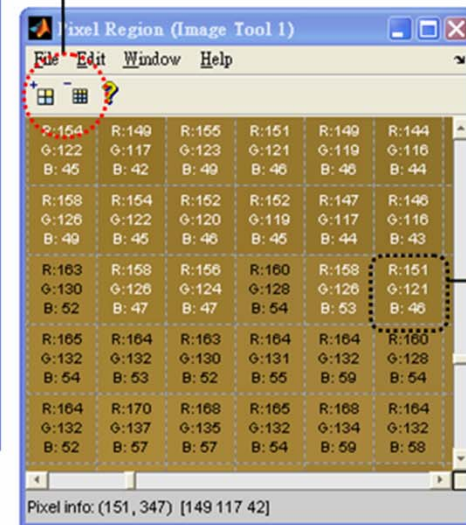 Pixel Region (Image Tool 1)
File Edit Window Help
R:154 R:149 R:155 R:151 R:149 R:144
G:122 G:117 G:123 G:121 G:119 G:116
B: 45 B: 42 B: 49 B: 46 B: 46 B: 44
R:158 R:154 R:152 R:152 R:147 R:146
G:126 G:122 G:120 G:119 G:117 G:116
B: 49 B: 45 B: 46 B: 45 B: 44 B: 43
R:163 R:158 R:156 R:160 R:158 R:151
G:130 G:126 G:124 G:128 G:126 G:121
B: 52 B: 47 B: 47 B: 54 B: 53 B: 46
R:165 R:164 R:163 R:164 R:164 R:160
G:132 G:132 G:130 G:131 G:132 G:128
B: 54 B: 53 B: 52 B: 55 B: 59 B: 54
R:164 R:170 R:168 R:165 R:168 R:164
G:132 G:137 G:135 G:132 G:134 G:132
B: 52 B: 57 B: 57 B: 54 B: 59 B: 58
Pixel info: (151, 347) [149 117 42]